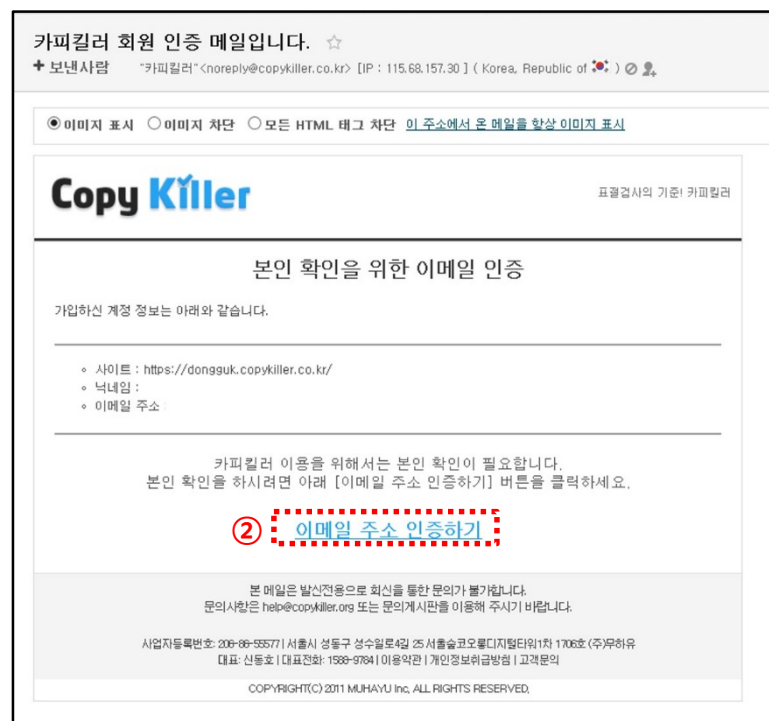 카피킬러 회원 인증 메일입니다. ☆
+ 보낸사람 "카피킬러"<noreply@copykiller.co.kr> [IP : 115.68.157.30 ] ( Korea, Republic of )
이미지 표시 이미지 차단 모든 HTML 태그 차단 이 주소에서 온 메일을 항상 이미지 표시
Copy Killer
표절검사의 기준! 카피킬러
본인 확인을 위한 이메일 인증
가입하신 계정 정보는 아래와 같습니다.
사이트 : https://dongguk.copykiller.co.kr/
닉네임 :
이메일 주소 :
카피킬러 이용을 위해서는 본인 확인이 필요합니다.
본인 확인을 하시려면 아래 [이메일 주소 인증하기] 버튼을 클릭하세요.
② 이메일 주소 인증하기
본 메일은 발신전용으로 회신을 통한 문의가 불가합니다.
문의사항은 help@copykiller.org 또는 문의게시판을 이용해 주시기 바랍니다.
사업자등록번호: 206-86-55577 | 서울시 성동구 성수일로4길 25 서울숲코오롱디지털타워1차 1706호 (주)무하유
대표: 신동호 | 대표전화: 1588-9784 | 이용약관 | 개인정보취급방침 | 고객문의
COPYRIGHT(C) 2011 MUHAYU Inc, ALL RIGHTS RESERVED,